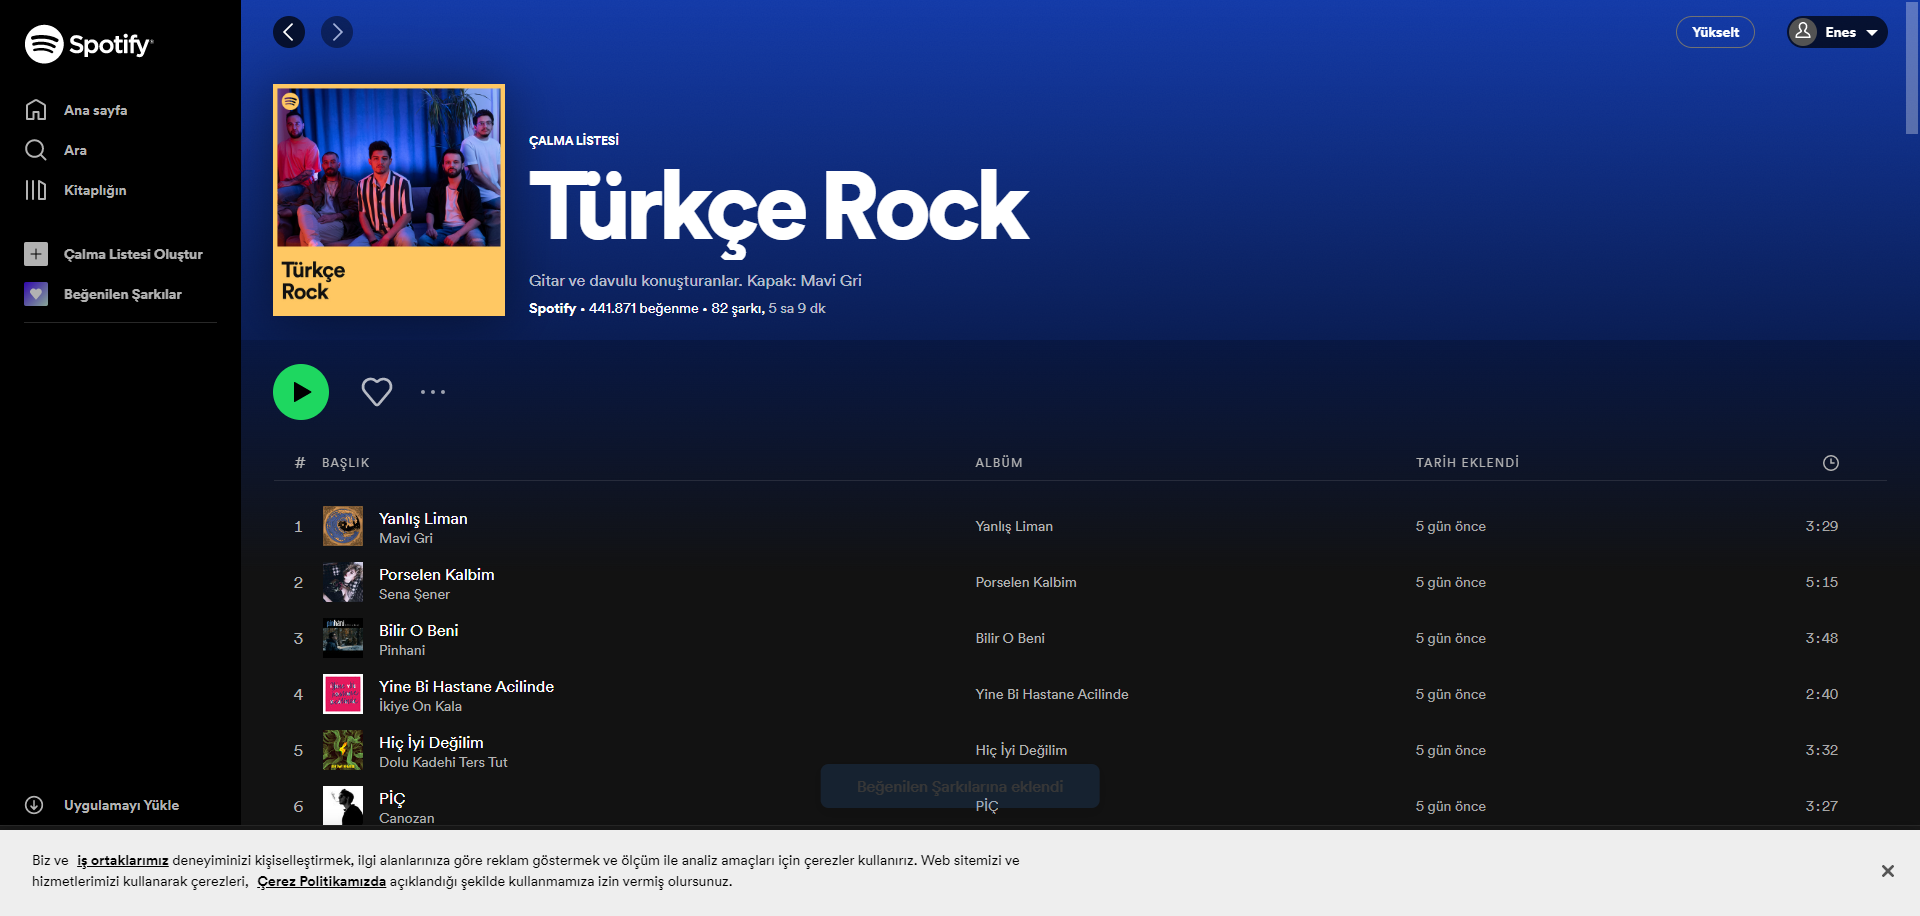 Spotify
Ana sayfa
Ara
Kitaplığın
Çalma Listesi Oluştur
Beğenilen Şarkılar
Uygulamayı Yükle
Yükselt
Enes
Türkçe
Rock
ÇALMA LİSTESİ
Türkçe Rock
Gitar ve davulu konuşturanlar. Kapak: Mavi Gri
Spotify • 441.871 beğenme • 82 şarkı, 5 sa 9 dk
# BAŞLIK ALBÜM TARİH EKLENDİ
1 Yanlış Liman Yanlış Liman 5 gün önce 3:29
Mavi Gri
2 Porselen Kalbim Porselen Kalbim 5 gün önce 5:15
Sena Şener
3 Bilir O Beni Bilir O Beni 5 gün önce 3:48
Pinhani
4 Yine Bi Hastane Acilinde Yine Bi Hastane Acilinde 5 gün önce 2:40
İkiye On Kala
5 Hiç İyi Değilim Hiç İyi Değilim 5 gün önce 3:32
Dolu Kadehi Ters Tut
Beğenilen Şarkılarına eklendi
6 PİÇ PİÇ 5 gün önce 3:27
Canozan
Biz ve iş ortaklarımız deneyiminizi kişiselleştirmek, ilgi alanlarınıza göre reklam göstermek ve ölçüm ile analiz amaçları için çerezler kullanırız. Web sitemizi ve
hizmetlerimizi kullanarak çerezleri, Çerez Politikamızda açıklandığı şekilde kullanmamıza izin vermiş olursunuz.